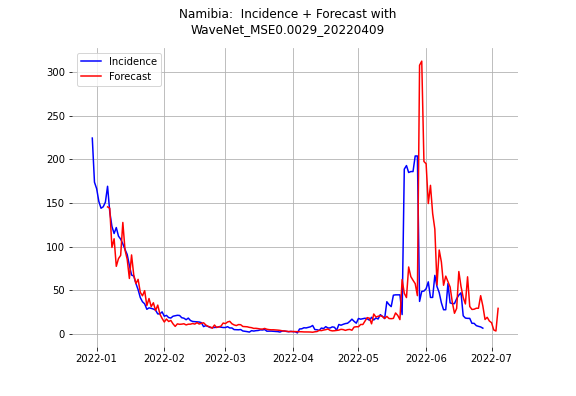 Namibia:  Incidence + Forecast with
WaveNet_MSE0.0029_20220409
Incidence
Forecast
300
250
200
150
100
50
0
2022-01 2022-02 2022-03 2022-04 2022-05 2022-06 2022-07